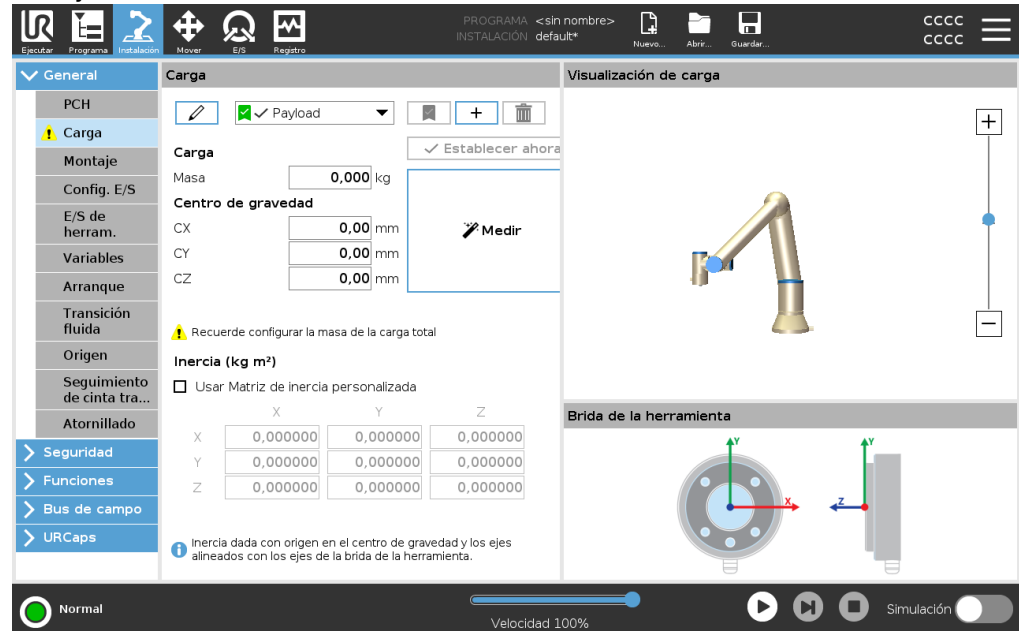 UR
PROGRAMA <sin nombre>
INSTALACIÓN default*
Ejecutar Programa Instalación Mover E/S Registro
Nuevo... Abrir... Guardar...
CCCC
CCCC
General
PCH
Carga
Montaje
Config. E/S
E/S de
herram.
Variables
Arranque
Transición
fluida
Origen
Seguimiento
de cinta tra...
Atornillado
Seguridad
Funciones
Bus de campo
URCaps
Carga
Payload
Establecer ahora
Carga
Masa 0,000 kg
Centro de gravedad
CX 0,00 mm
CY 0,00 mm
CZ 0,00 mm
Medir
Recuerde configurar la masa de la carga total
Inercia (kg m²)
Usar Matriz de inercia personalizada
X Y Z
X 0,000000 0,000000 0,000000
Y 0,000000 0,000000 0,000000
Z 0,000000 0,000000 0,000000
Inercia dada con origen en el centro de gravedad y los ejes
alineados con los ejes de la brida de la herramienta.
Visualización de carga
Brida de la herramienta
Y Y
X Z
Normal
Velocidad 100%
Simulación